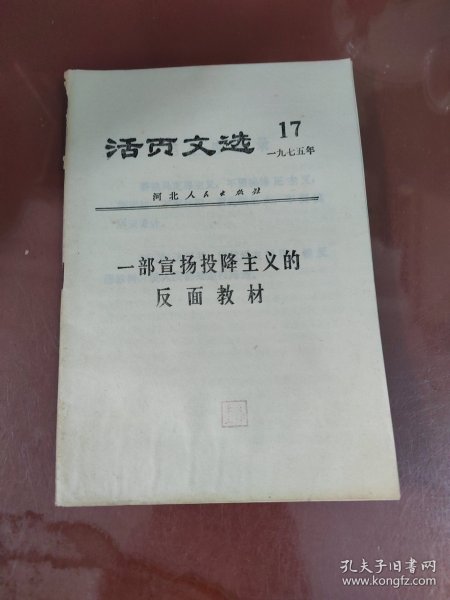 活页文选
17
一九七五年
河北人民出版社
一部宣扬投降主义的
反面教材
孔夫子旧书网
www.kongfz.com